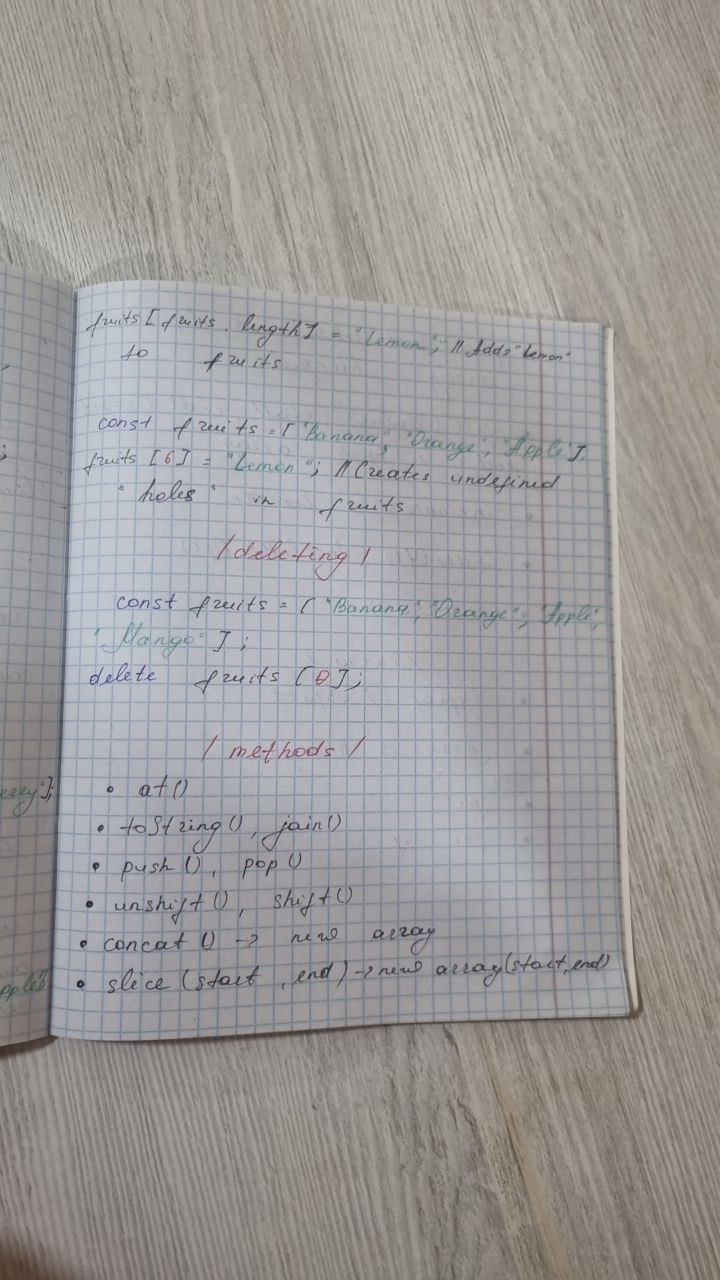 fruits [fruits . length] = "Lemon"; // Adds "Lemon"
to fruits
const fruits = [ "Banana", "Orange", "Apple"];
fruits [6] = "Lemon"; // Creates undefined
"holes" in fruits
/ deleting /
const fruits = [ "Banana", "Orange", "Apple",
"Mango" ];
delete fruits [0];
/ methods /
• at()
• toString(), join()
• push(), pop()
• unshift(), shift()
• concat () -> new array
• slice (start, end) -> new array(start, end)